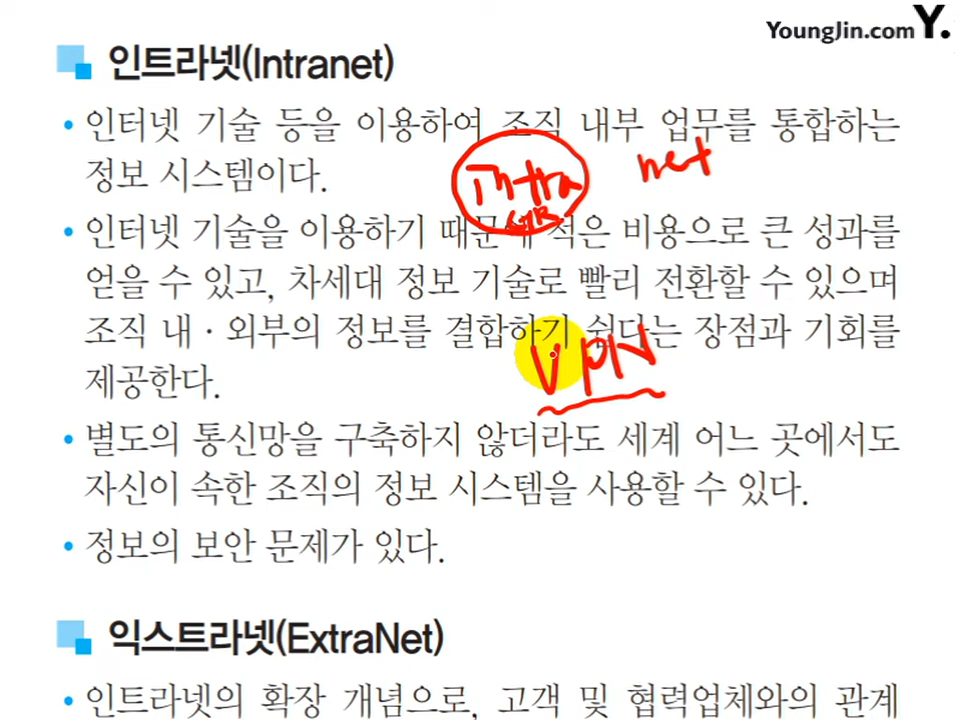 YoungJin.com Y.
인트라넷(Intranet)
• 인터넷 기술 등을 이용하여 조직 내부 업무를 통합하는
정보 시스템이다.
Intra net
• 인터넷 기술을 이용하기 때문에 적은 비용으로 큰 성과를
얻을 수 있고, 차세대 정보 기술로 빨리 전환할 수 있으며
조직 내·외부의 정보를 결합하기 쉽다는 장점과 기회를
제공한다.
VPN
• 별도의 통신망을 구축하지 않더라도 세계 어느 곳에서도
자신이 속한 조직의 정보 시스템을 사용할 수 있다.
• 정보의 보안 문제가 있다.
익스트라넷(ExtraNet)
• 인트라넷의 확장 개념으로, 고객 및 협력업체와의 관계